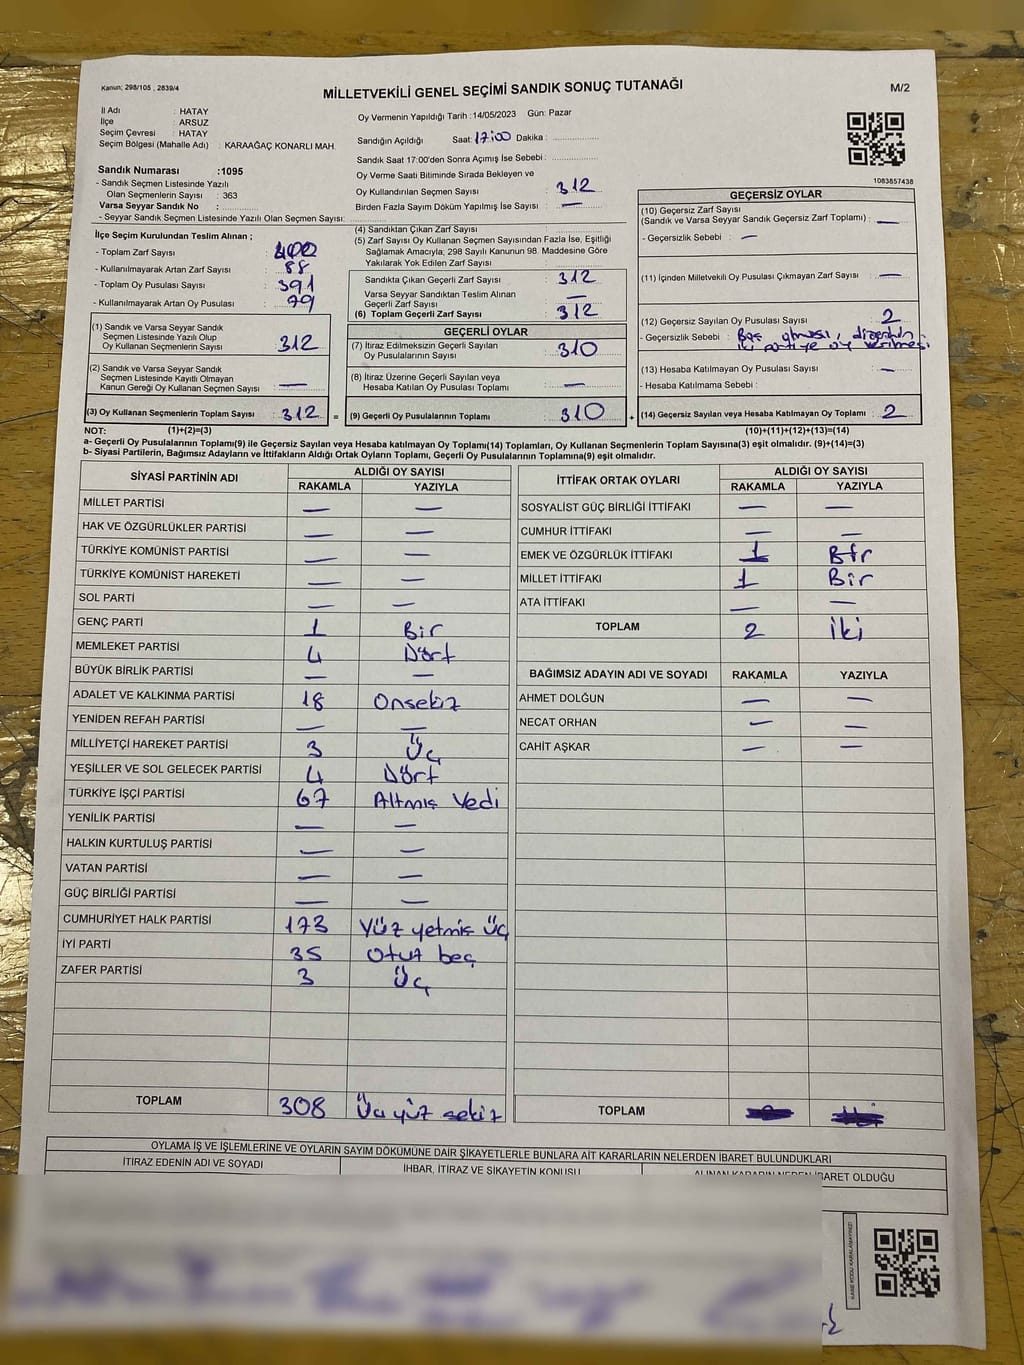 Kanun; 298/105 , 2839/4
MİLLETVEKİLİ GENEL SEÇİMİ SANDIK SONUÇ TUTANAĞI
M/2
İl Adı : HATAY
İlçe : ARSUZ
Seçim Çevresi : HATAY
Seçim Bölgesi (Mahalle Adı) : KARAAĞAÇ KONARLI MAH.
Oy Vermenin Yapıldığı Tarih :14/05/2023 Gün: Pazar
Sandığın Açıldığı Saat: 17:00 Dakika :
Sandık Saat 17:00'den Sonra Açımış İse Sebebi :
Sandık Numarası :1095
- Sandık Seçmen Listesinde Yazılı
Olan Seçmenlerin Sayısı : 363
Varsa Seyyar Sandık No :
- Seyyar Sandık Seçmen Listesinde Yazılı Olan Seçmen Sayısı:
Oy Verme Saati Bitiminde Sırada Bekleyen ve
Oy Kullandırılan Seçmen Sayısı : 312
Birden Fazla Sayım Döküm Yapılmış İse Sayısı : —
1083857438
İlçe Seçim Kurulundan Teslim Alınan ;
- Toplam Zarf Sayısı : 400
- Kullanılmayarak Artan Zarf Sayısı : 88
- Toplam Oy Pusulası Sayısı : 391
- Kullanılmayarak Artan Oy Pusulası : 79
(1) Sandık ve Varsa Seyyar Sandık
Seçmen Listesinde Yazılı Olup
Oy Kullanan Seçmenlerin Sayısı : 312
(2) Sandık ve Varsa Seyyar Sandık
Seçmen Listesinde Kayıtlı Olmayan
Kanun Gereği Oy Kullanan Seçmen Sayısı : —
(3) Oy Kullanan Seçmenlerin Toplam Sayısı : 312 =
(4) Sandıktan Çıkan Zarf Sayısı :
(5) Zarf Sayısı Oy Kullanan Seçmen Sayısından Fazla İse, Eşitliği
Sağlamak Amacıyla; 298 Sayılı Kanunun 98. Maddesine Göre
Yakılarak Yok Edilen Zarf Sayısı :
Sandıkta Çıkan Geçerli Zarf Sayısı : 312
Varsa Seyyar Sandıktan Teslim Alınan
Geçerli Zarf Sayısı : —
(6) Toplam Geçerli Zarf Sayısı : 312
GEÇERLİ OYLAR
(7) İtiraz Edilmeksizin Geçerli Sayılan
Oy Pusulalarının Sayısı : 310
(8) İtiraz Üzerine Geçerli Sayılan veya
Hesaba Katılan Oy Pusulası Toplamı : —
(9) Geçerli Oy Pusulalarının Toplamı : 310 +
GEÇERSİZ OYLAR
(10) Geçersiz Zarf Sayısı
(Sandık ve Varsa Seyyar Sandık Geçersiz Zarf Toplamı) : —
- Geçersizlik Sebebi : —
(11) İçinden Milletvekili Oy Pusulası Çıkmayan Zarf Sayısı : —
(12) Geçersiz Sayılan Oy Pusulası Sayısı : 2
- Geçersizlik Sebebi : Boş olması,
iki partiye oy verilmesi
(13) Hesaba Katılmayan Oy Pusulası Sayısı : —
- Hesaba Katılmama Sebebi :
(14) Geçersiz Sayılan veya Hesaba Katılmayan Oy Toplamı : 2
NOT: (1)+(2)=(3) (10)+(11)+(12)+(13)=(14)
a- Geçerli Oy Pusulalarının Toplamı(9) ile Geçersiz Sayılan veya Hesaba katılmayan Oy Toplamı(14) Toplamları, Oy Kullanan Seçmenlerin Toplam Sayısına(3) eşit olmalıdır. (9)+(14)=(3)
b- Siyasi Partilerin, Bağımsız Adayların ve İttifakların Aldığı Ortak Oyların Toplamı, Geçerli Oy Pusulalarının Toplamına(9) eşit olmalıdır.
SİYASİ PARTİNİN ADI ALDIĞI OY SAYISI
RAKAMLA YAZIYLA
MİLLET PARTİSİ — —
HAK VE ÖZGÜRLÜKLER PARTİSİ — —
TÜRKİYE KOMÜNİST PARTİSİ — —
TÜRKİYE KOMÜNİST HAREKETİ — —
SOL PARTİ — —
GENÇ PARTİ 1 Bir
MEMLEKET PARTİSİ 4 Dört
BÜYÜK BİRLİK PARTİSİ — —
ADALET VE KALKINMA PARTİSİ 18 Onsekiz
YENİDEN REFAH PARTİSİ — —
MİLLİYETÇİ HAREKET PARTİSİ 3 Üç
YEŞİLLER VE SOL GELECEK PARTİSİ 4 Dört
TÜRKİYE İŞÇİ PARTİSİ 67 Altmış Yedi
YENİLİK PARTİSİ — —
HALKIN KURTULUŞ PARTİSİ — —
VATAN PARTİSİ — —
GÜÇ BİRLİĞİ PARTİSİ — —
CUMHURİYET HALK PARTİSİ 173 Yüz yetmiş Üç
İYİ PARTİ 35 Otuz beş
ZAFER PARTİSİ 3 Üç
TOPLAM 308 Üç yüz sekiz
İTTİFAK ORTAK OYLARI ALDIĞI OY SAYISI
RAKAMLA YAZIYLA
SOSYALİST GÜÇ BİRLİĞİ İTTİFAKI — —
CUMHUR İTTİFAKI — —
EMEK VE ÖZGÜRLÜK İTTİFAKI 1 Bir
MİLLET İTTİFAKI 1 Bir
ATA İTTİFAKI — —
TOPLAM 2 İki
BAĞIMSIZ ADAYIN ADI VE SOYADI RAKAMLA YAZIYLA
AHMET DOLĞUN — —
NECAT ORHAN — —
CAHİT AŞKAR — —
TOPLAM
OYLAMA İŞ VE İŞLEMLERİNE VE OYLARIN SAYIM DÖKÜMÜNE DAİR ŞİKAYETLERLE BUNLARA AİT KARARLARIN NELERDEN İBARET BULUNDUKLARI
İTİRAZ EDENİN ADI VE SOYADI İHBAR, İTİRAZ VE ŞİKAYETİN KONUSU ALINAN KARARIN NEDEN İBARET OLDUĞU
KARE KODU KARALAMAYINIZ!